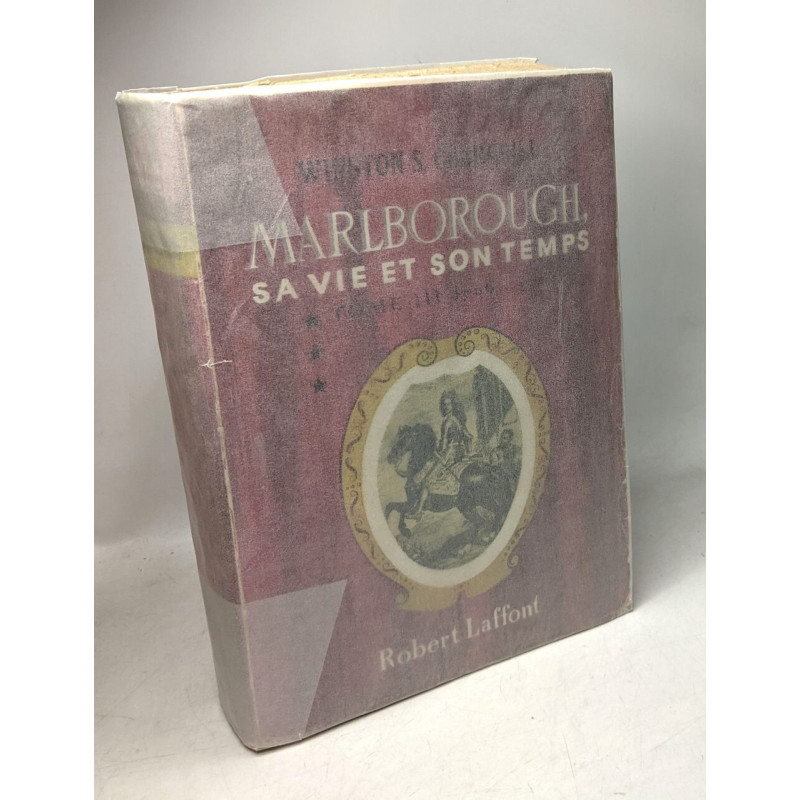 WINSTON S. CHURCHILL
MARLBOROUGH,
SA VIE ET SON TEMPS
Robert Laffont